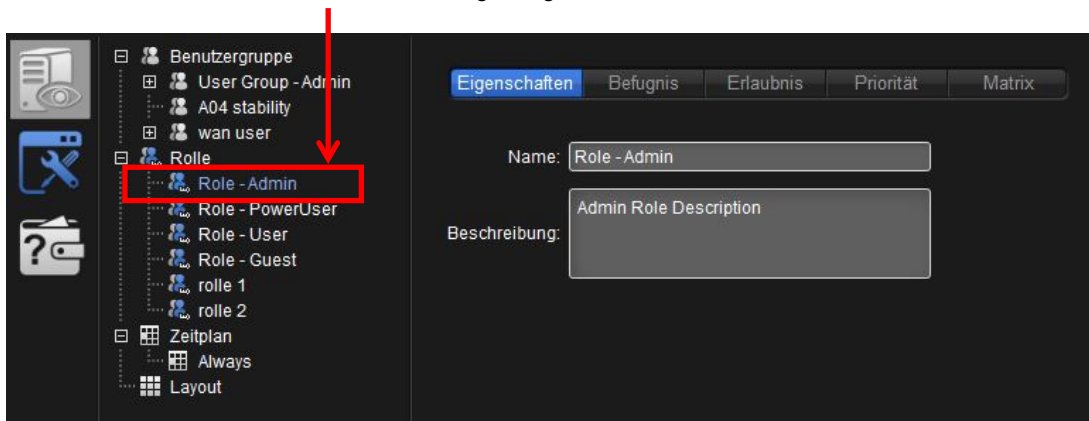 Benutzergruppe
User Group - Admin
A04 stability
wan user
Rolle
Role - Admin
Role - PowerUser
Role - User
Role - Guest
rolle 1
rolle 2
Zeitplan
Always
Layout
Eigenschaften Befugnis Erlaubnis Priorität Matrix
Name: Role - Admin
Beschreibung: Admin Role Description